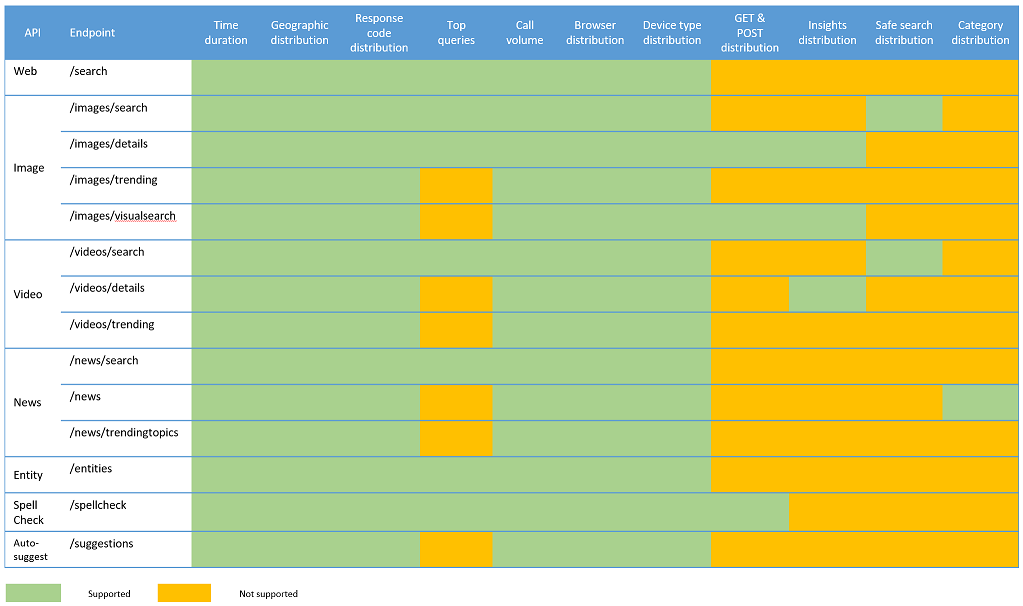 API
Endpoint
Time
duration
Geographic
distribution
Response
code
distribution
Top
queries
Call
volume
Browser
distribution
Device type
distribution
GET &
POST
distribution
Insights
distribution
Safe search
distribution
Category
distribution
Web
/search
Image
/images/search
/images/details
/images/trending
/images/visualsearch
Video
/videos/search
/videos/details
/videos/trending
News
/news/search
/news
/news/trendingtopics
Entity
/entities
Spell
Check
/spellcheck
Auto-
suggest
/suggestions
Supported
Not supported